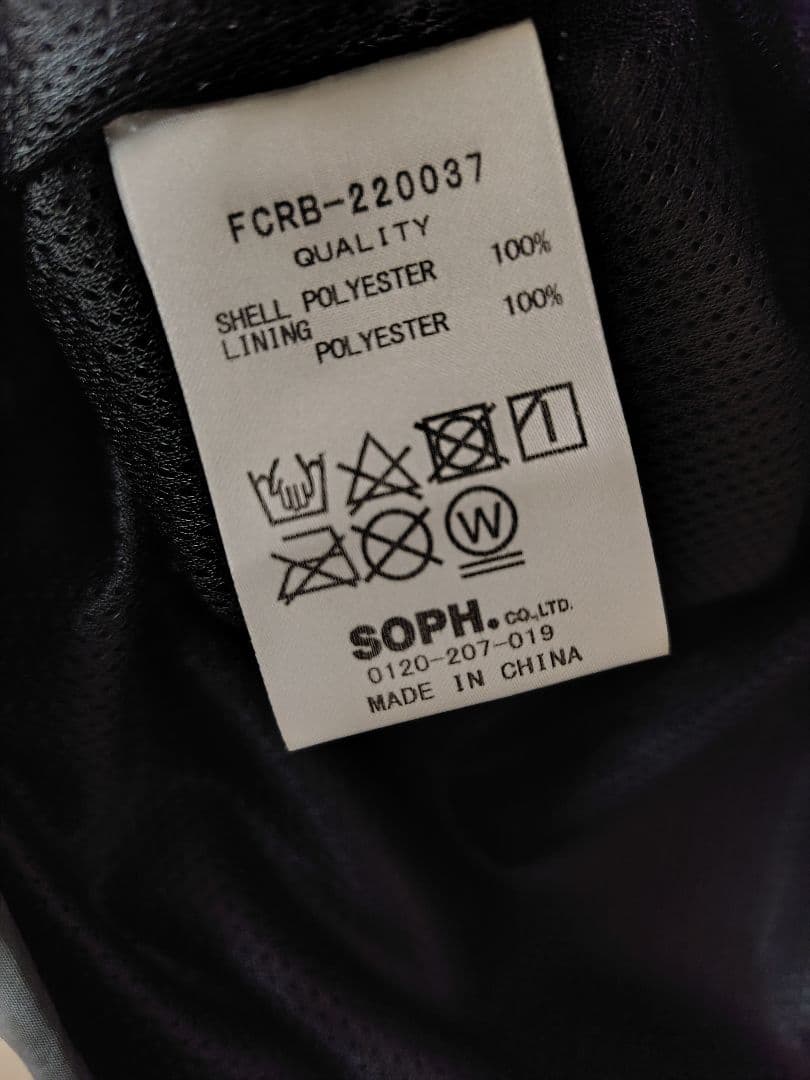 FCRB-220037
QUALITY
SHELL POLYESTER 100%
LINING
POLYESTER 100%
W
SOPH.CO.,LTD.
0120-207-019
MADE IN CHINA